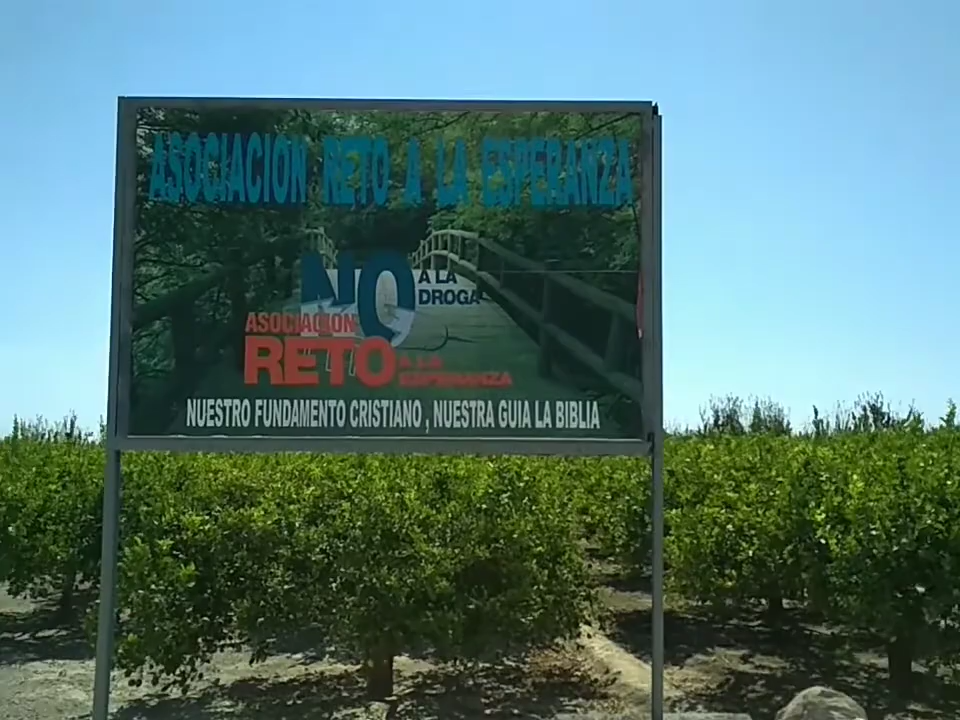 ASOCIACION RETO A LA ESPERANZA
NO A LA
DROGA
ASOCIACION
RETO A LA
ESPERANZA
NUESTRO FUNDAMENTO CRISTIANO , NUESTRA GUIA LA BIBLIA